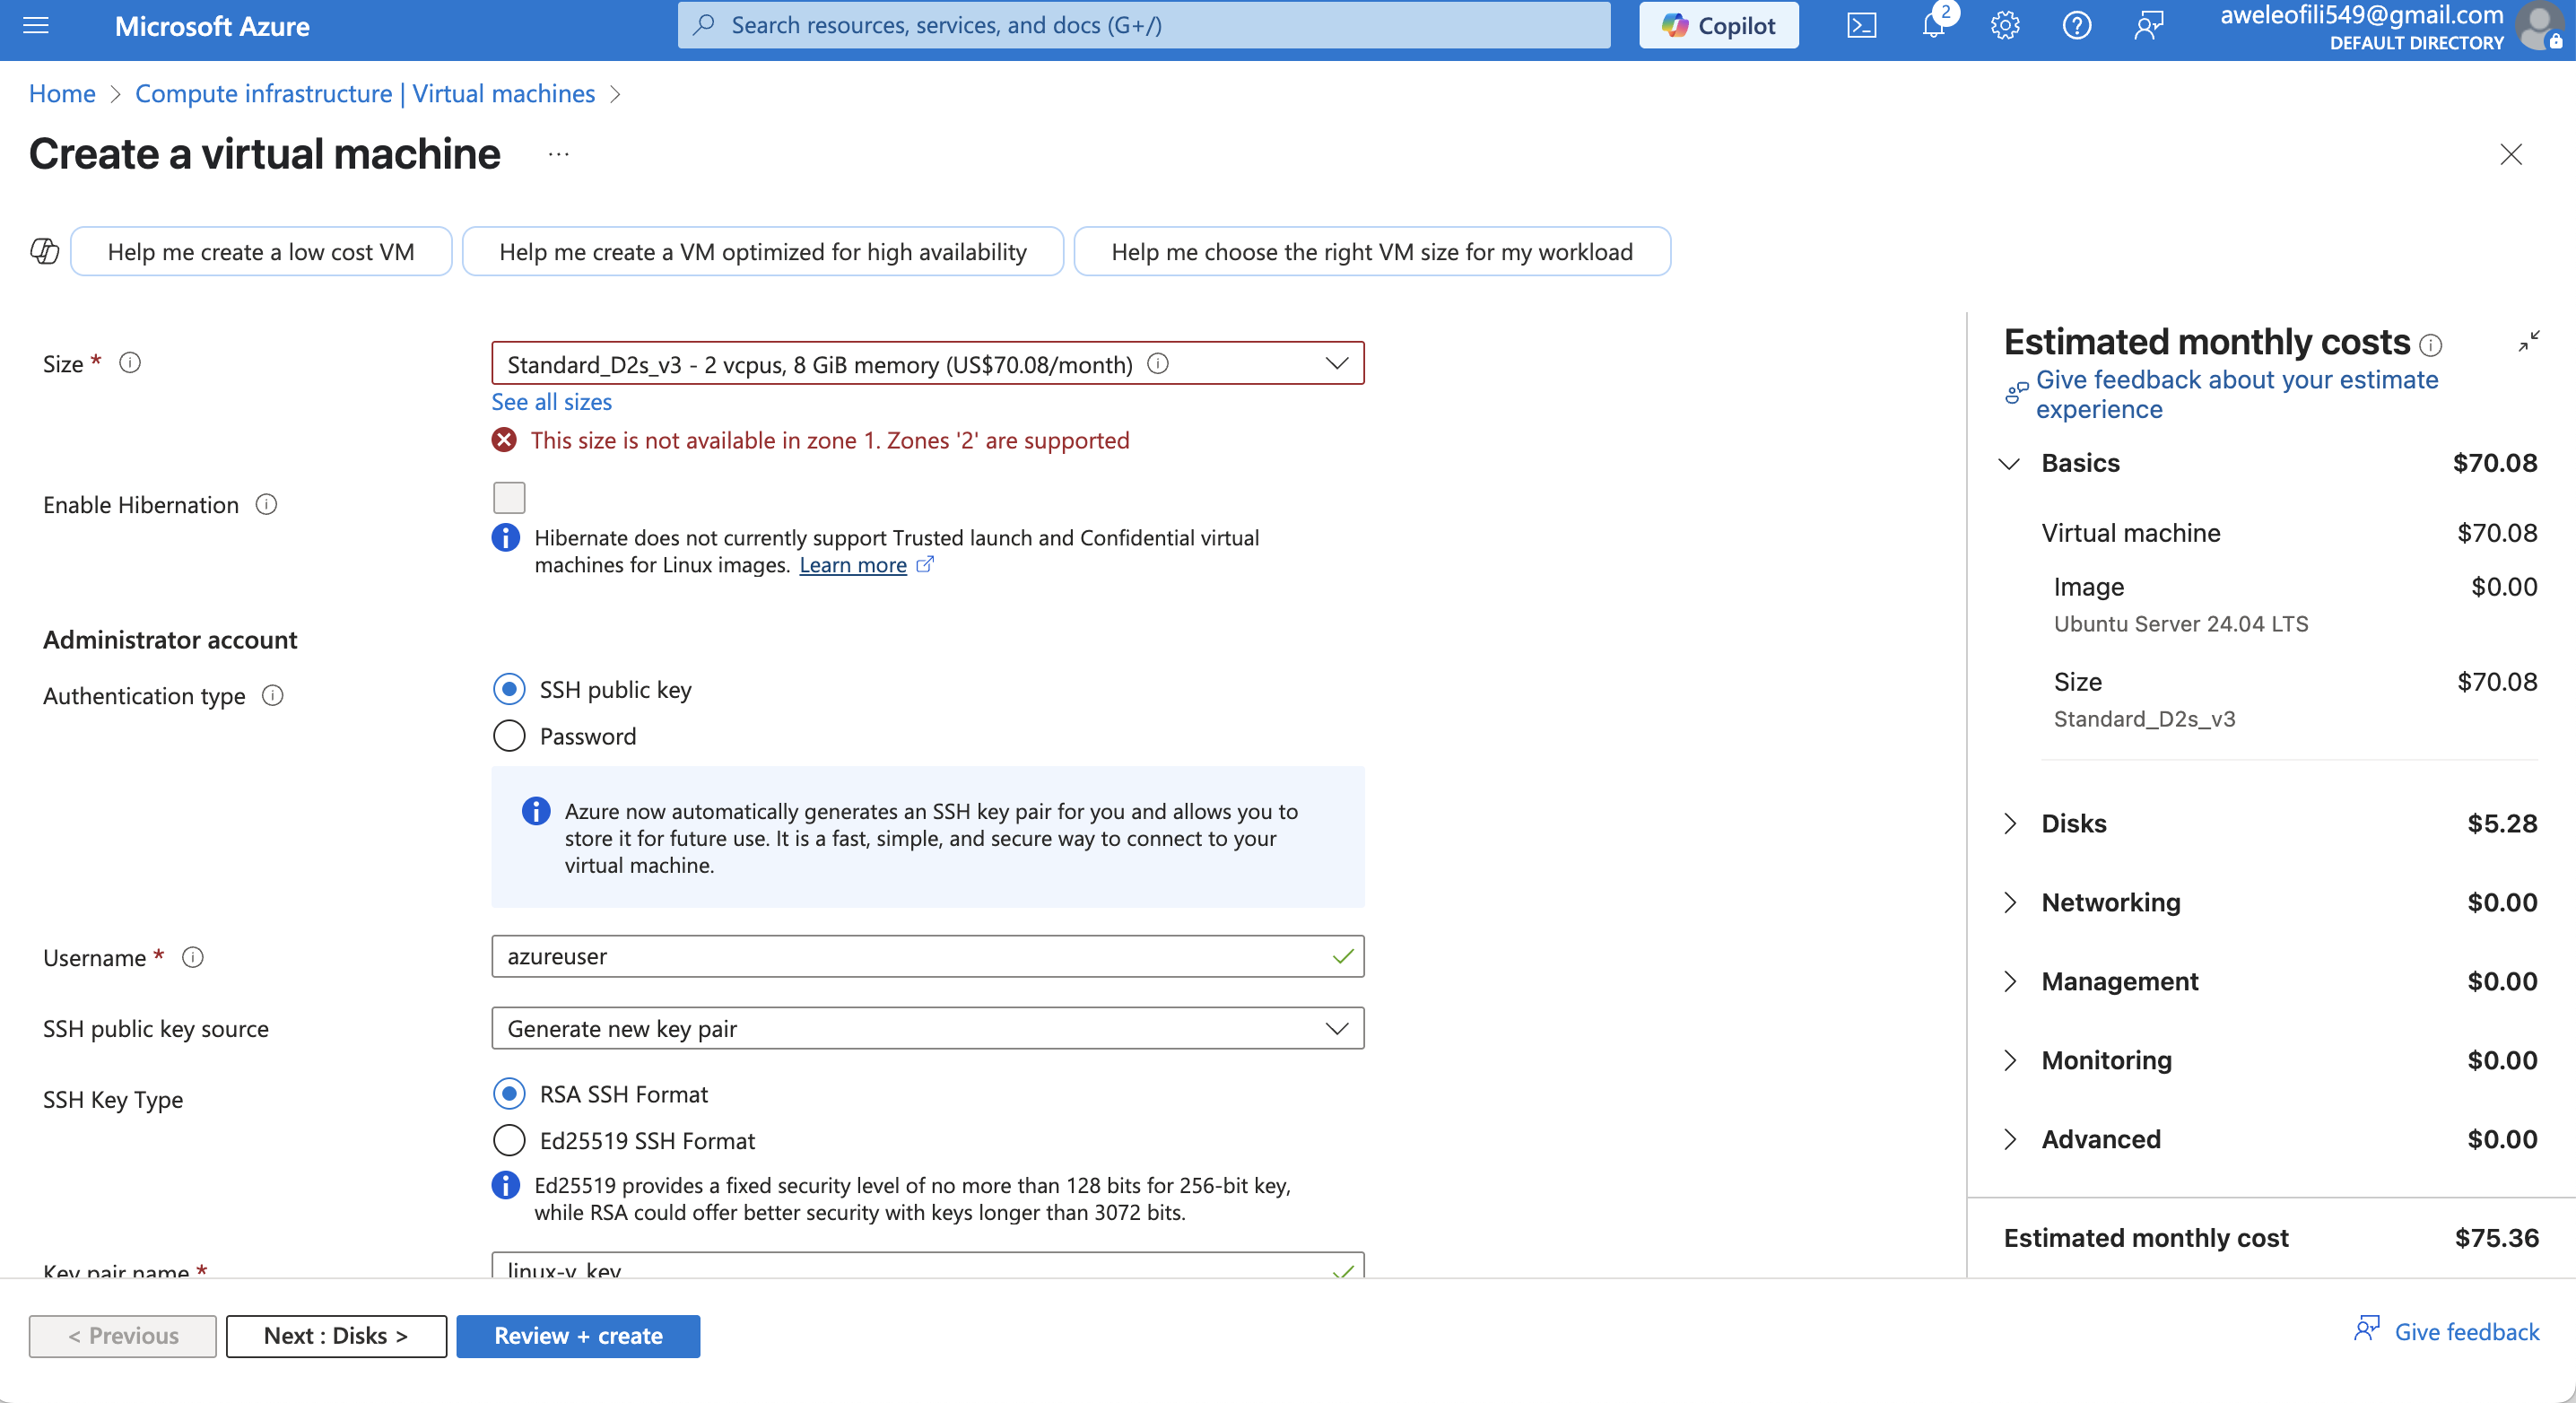 Microsoft Azure
Search resources, services, and docs (G+/)
Copilot
2
aweleofili549@gmail.com
DEFAULT DIRECTORY
Home > Compute infrastructure | Virtual machines >
Create a virtual machine ...
Help me create a low cost VM
Help me create a VM optimized for high availability
Help me choose the right VM size for my workload
Size *
Standard_D2s_v3 - 2 vcpus, 8 GiB memory (US$70.08/month)
See all sizes
This size is not available in zone 1. Zones '2' are supported
Enable Hibernation
Hibernate does not currently support Trusted launch and Confidential virtual
machines for Linux images. Learn more
Administrator account
Authentication type
SSH public key
Password
Azure now automatically generates an SSH key pair for you and allows you to
store it for future use. It is a fast, simple, and secure way to connect to your
virtual machine.
Username *
azureuser
SSH public key source
Generate new key pair
SSH Key Type
RSA SSH Format
Ed25519 SSH Format
Ed25519 provides a fixed security level of no more than 128 bits for 256-bit key,
while RSA could offer better security with keys longer than 3072 bits.
Key pair name *
linux-v_key
Estimated monthly costs
Give feedback about your estimate
experience
Basics $70.08
Virtual machine $70.08
Image $0.00
Ubuntu Server 24.04 LTS
Size $70.08
Standard_D2s_v3
Disks $5.28
Networking $0.00
Management $0.00
Monitoring $0.00
Advanced $0.00
Estimated monthly cost $75.36
< Previous
Next : Disks >
Review + create
Give feedback